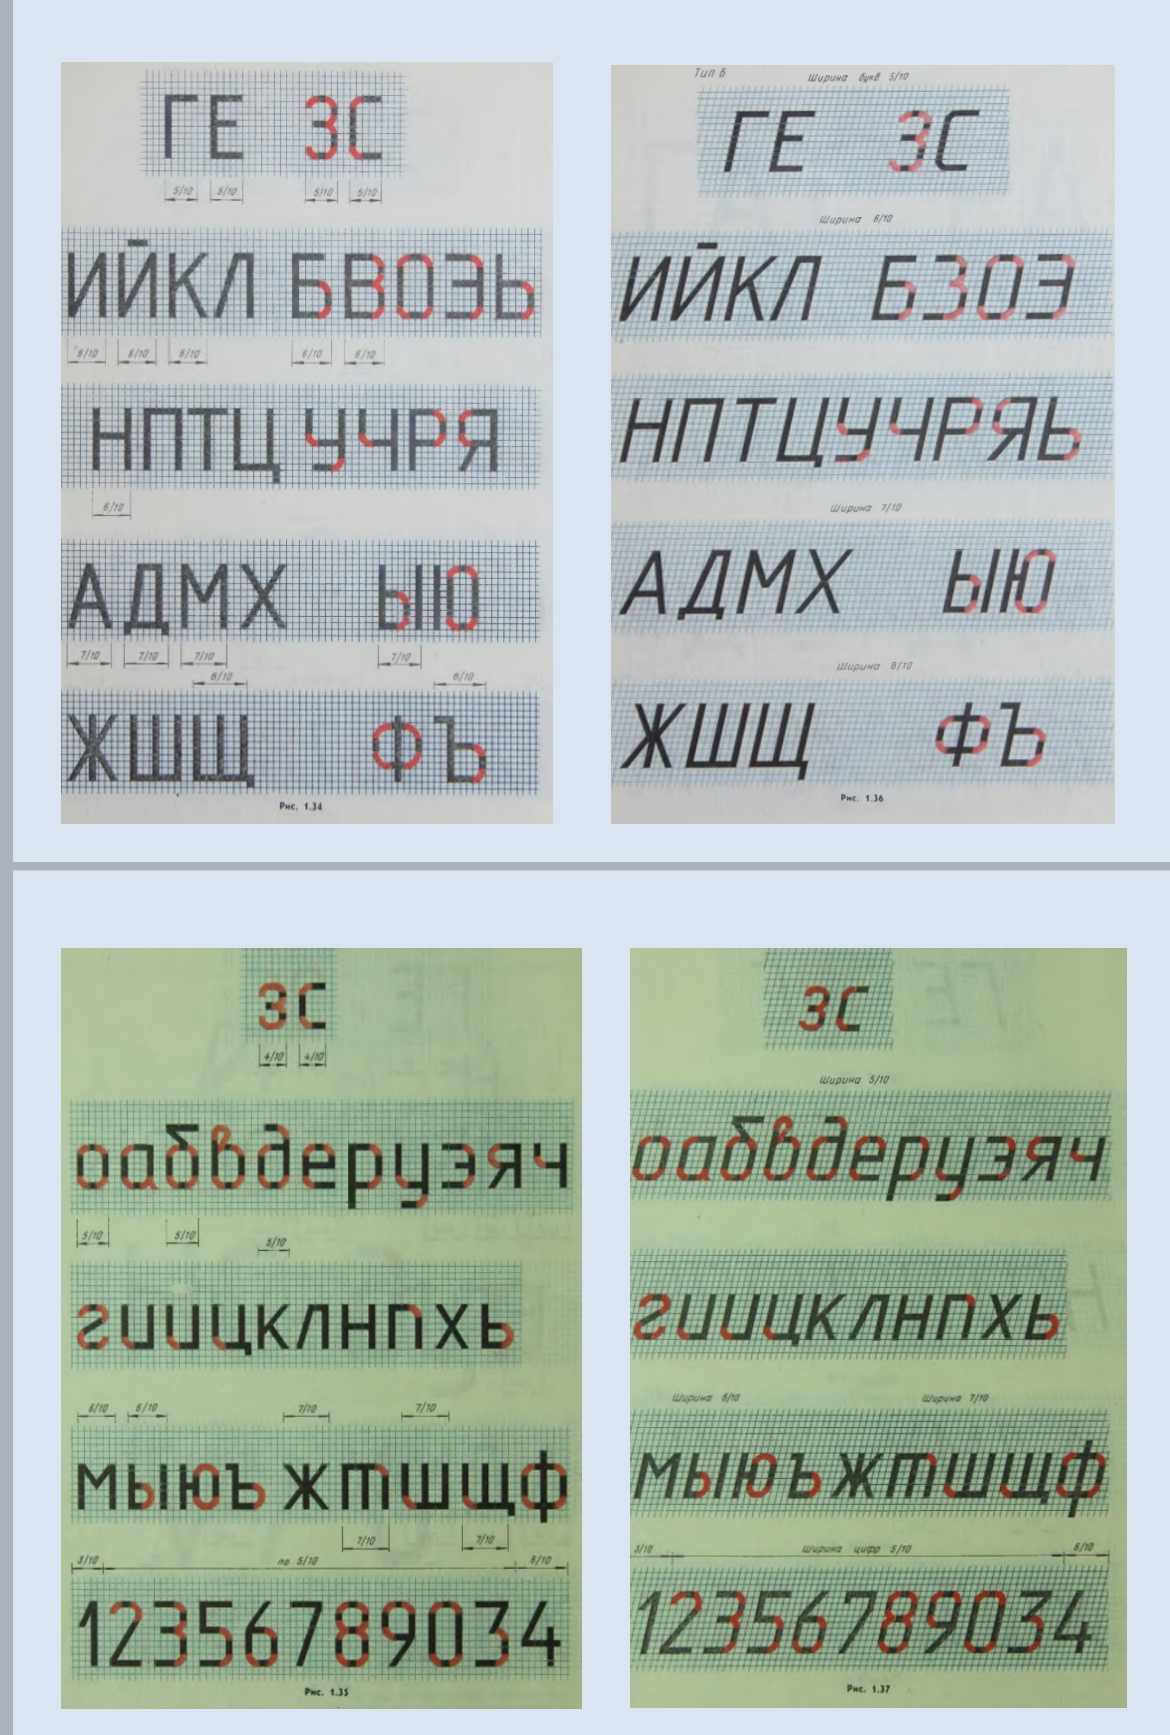 ГЕ ЗС
5/10 5/10 5/10 5/10
ИЙКЛ БВОЭЬ
6/10 6/10 6/10 6/10 6/10
НПТЦ УЧРЯ
6/10
АДМХ ЫЮ
7/10 7/10 7/10 7/10
8/10 8/10
ЖШЩ ФЪ
Рис. 1.34
Тип Б
Ширина букв 5/10
ГЕ ЗС
Ширина 6/10
ИЙКЛ БЗОЭ
НПТЦУЧРЯЬ
Ширина 7/10
АДМХ ЫЮ
Ширина 8/10
ЖШЩ ФЪ
Рис. 1.36
зс
4/10 4/10
оабвдеруэяч
5/10 5/10
5/10
гиицклнпхь
6/10 6/10 7/10 7/10
мыюъ жтшщф
7/10 7/10
3/10 по 5/10 6/10
12356789034
Рис. 1.35
зс
Ширина 5/10
оабвдеруэяч
гиицклнпхь
Ширина 6/10 Ширина 7/10
мыюъ жтшщф
3/10 Ширина цифр 5/10 6/10
12356789034
Рис. 1.37